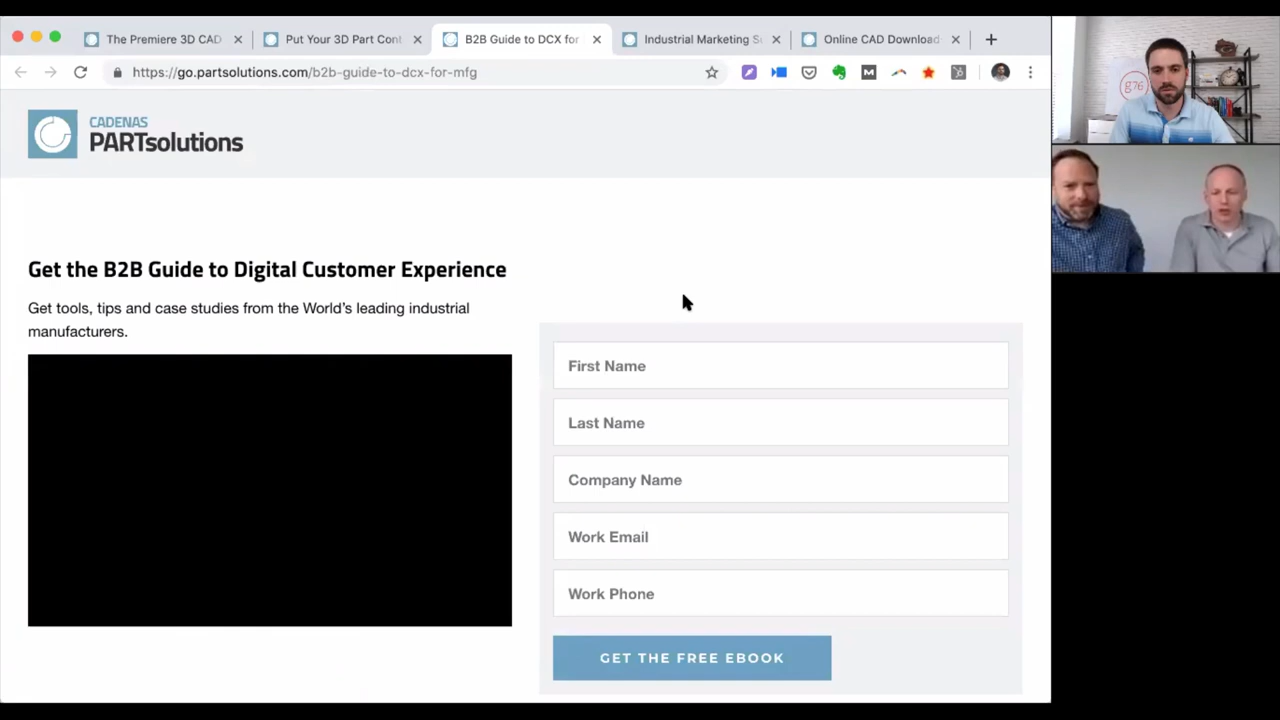 The Premiere 3D CAD
Put Your 3D Part Cont
B2B Guide to DCX for
Industrial Marketing S
Online CAD Download
https://go.partsolutions.com/b2b-guide-to-dcx-for-mfg
M
g76
CADENAS
PARTsolutions
Get the B2B Guide to Digital Customer Experience
Get tools, tips and case studies from the World's leading industrial
manufacturers.
First Name
Last Name
Company Name
Work Email
Work Phone
GET THE FREE EBOOK